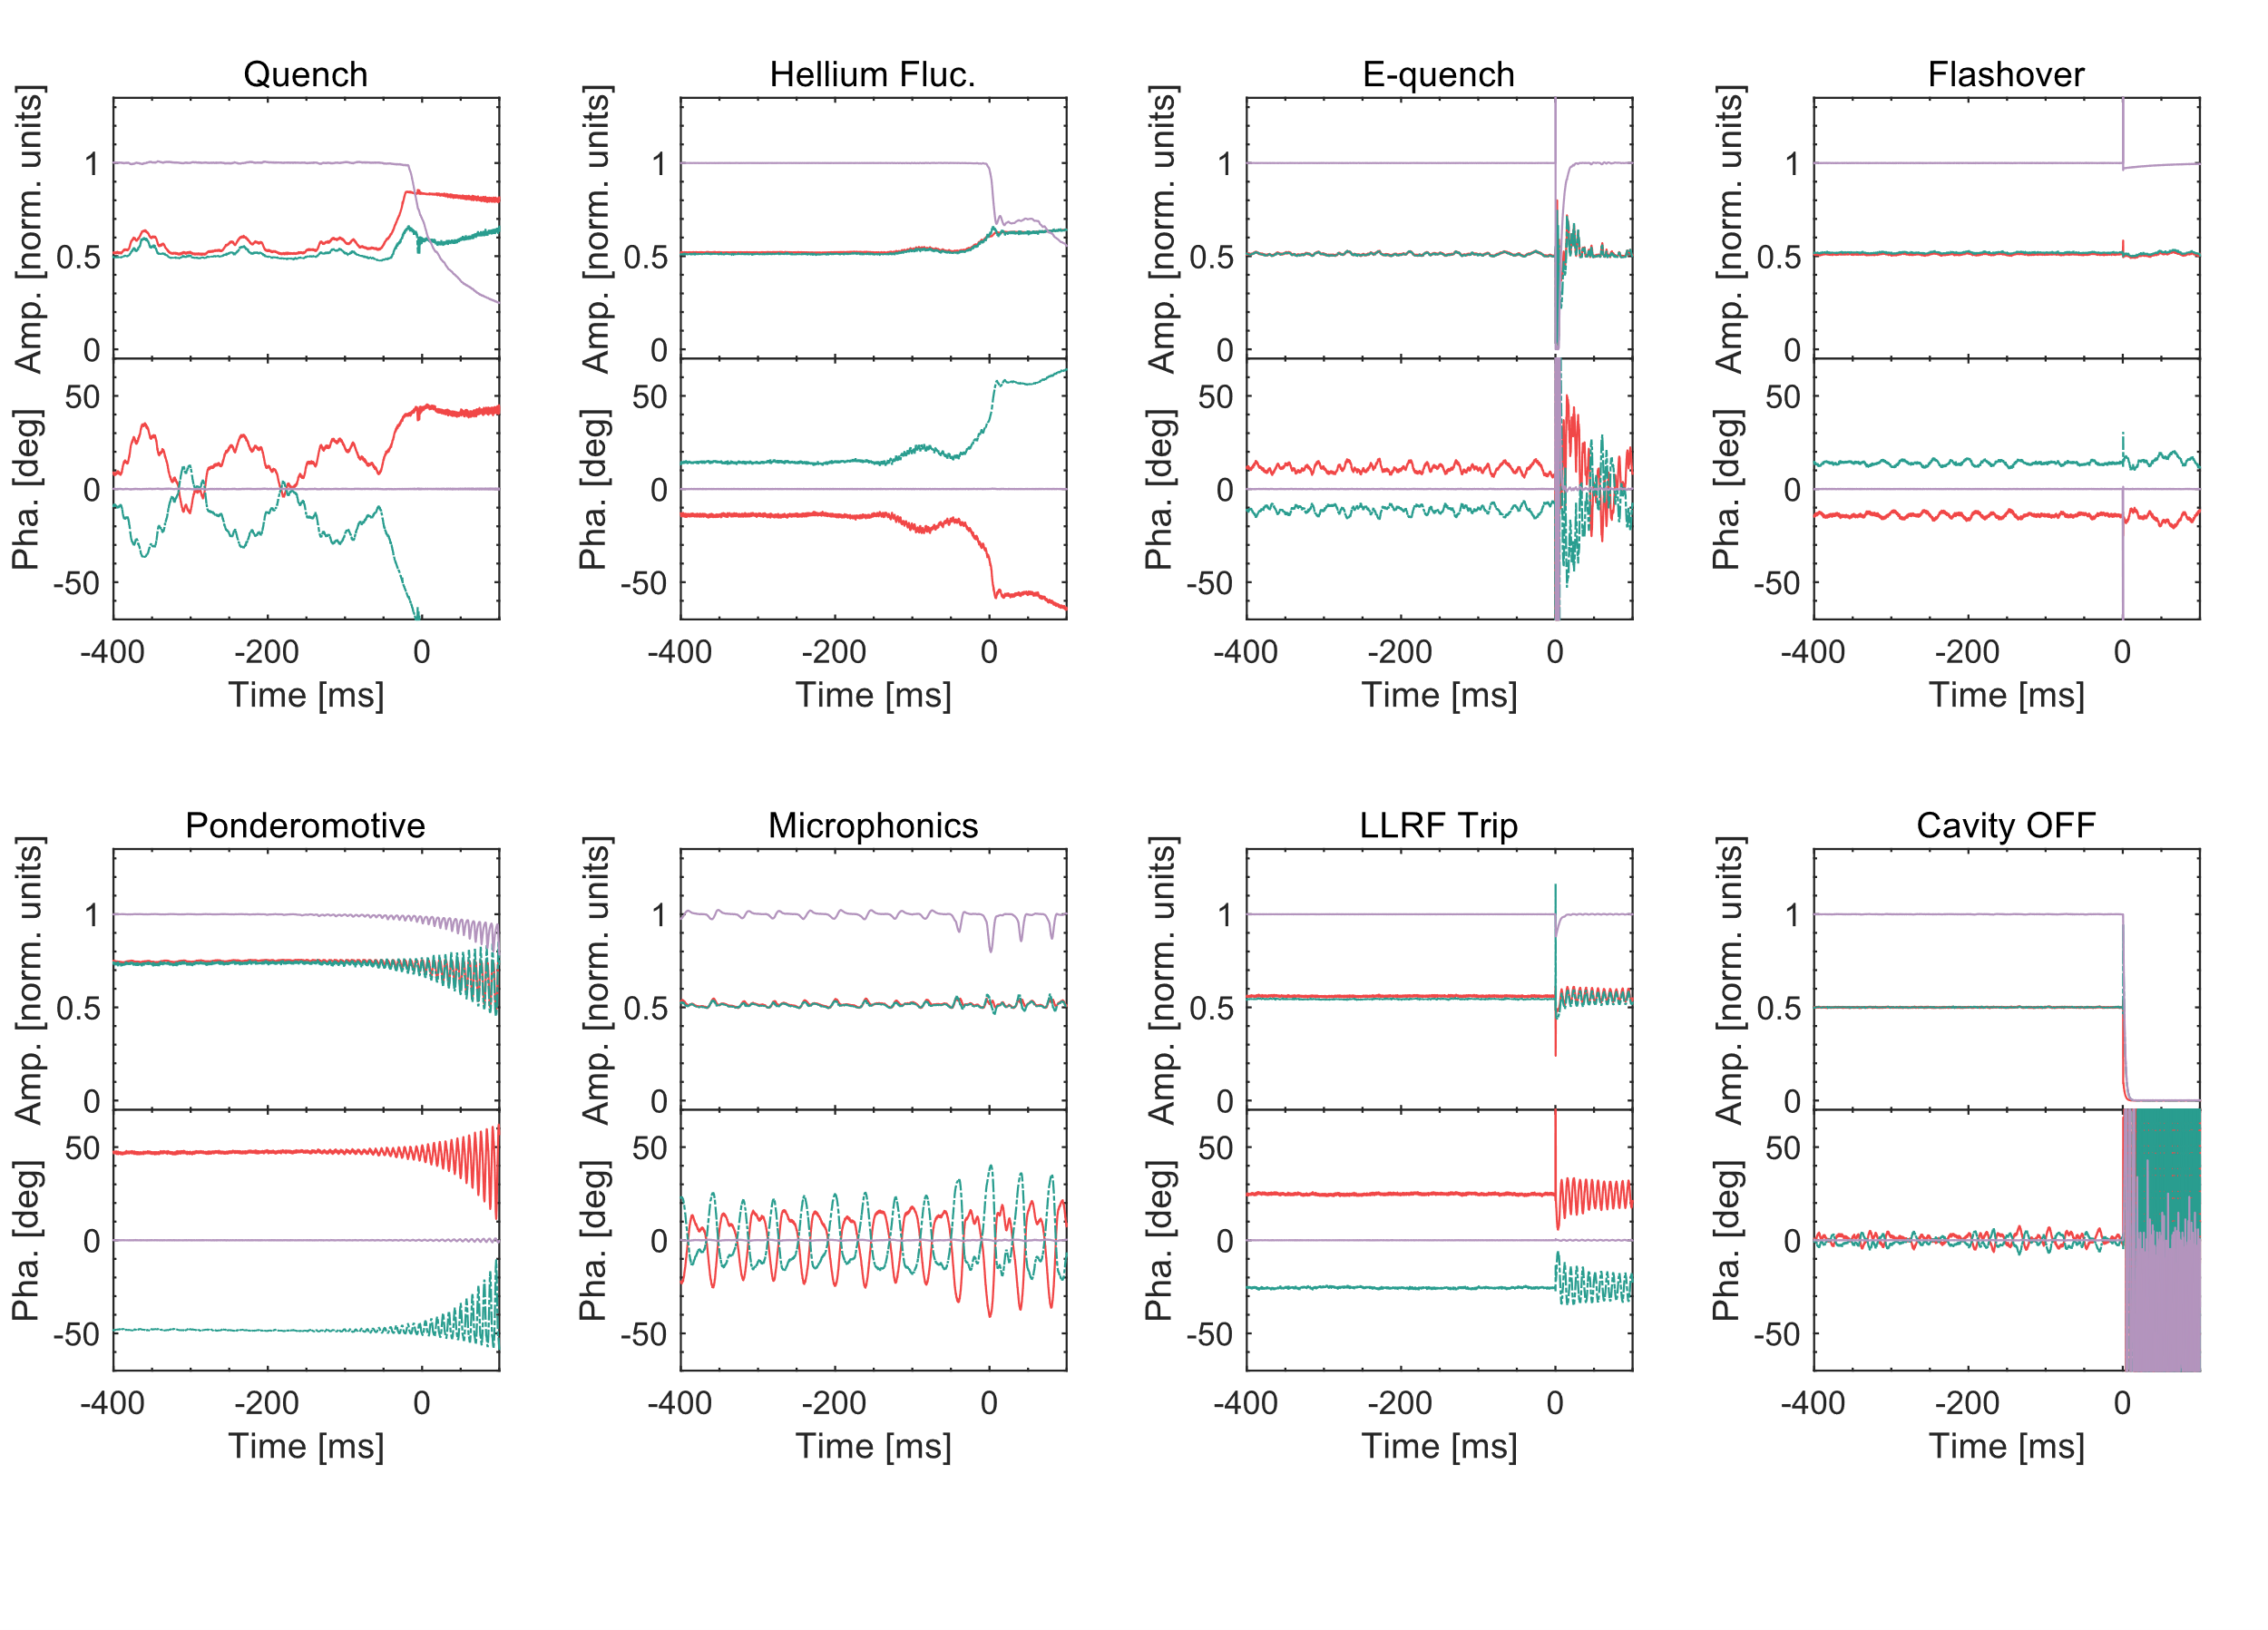 Quench
Amp. [norm. units]
1
0.5
0
Pha. [deg]
50
0
-50
-400
-200
0
Time [ms]
Hellium Fluc.
Amp. [norm. units]
1
0.5
0
Pha. [deg]
50
0
-50
-400
-200
0
Time [ms]
E-quench
Amp. [norm. units]
1
0.5
0
Pha. [deg]
50
0
-50
-400
-200
0
Time [ms]
Flashover
Amp. [norm. units]
1
0.5
0
Pha. [deg]
50
0
-50
-400
-200
0
Time [ms]
Ponderomotive
Amp. [norm. units]
1
0.5
0
Pha. [deg]
50
0
-50
-400
-200
0
Time [ms]
Microphonics
Amp. [norm. units]
1
0.5
0
Pha. [deg]
50
0
-50
-400
-200
0
Time [ms]
LLRF Trip
Amp. [norm. units]
1
0.5
0
Pha. [deg]
50
0
-50
-400
-200
0
Time [ms]
Cavity OFF
Amp. [norm. units]
1
0.5
0
Pha. [deg]
50
0
-50
-400
-200
0
Time [ms]